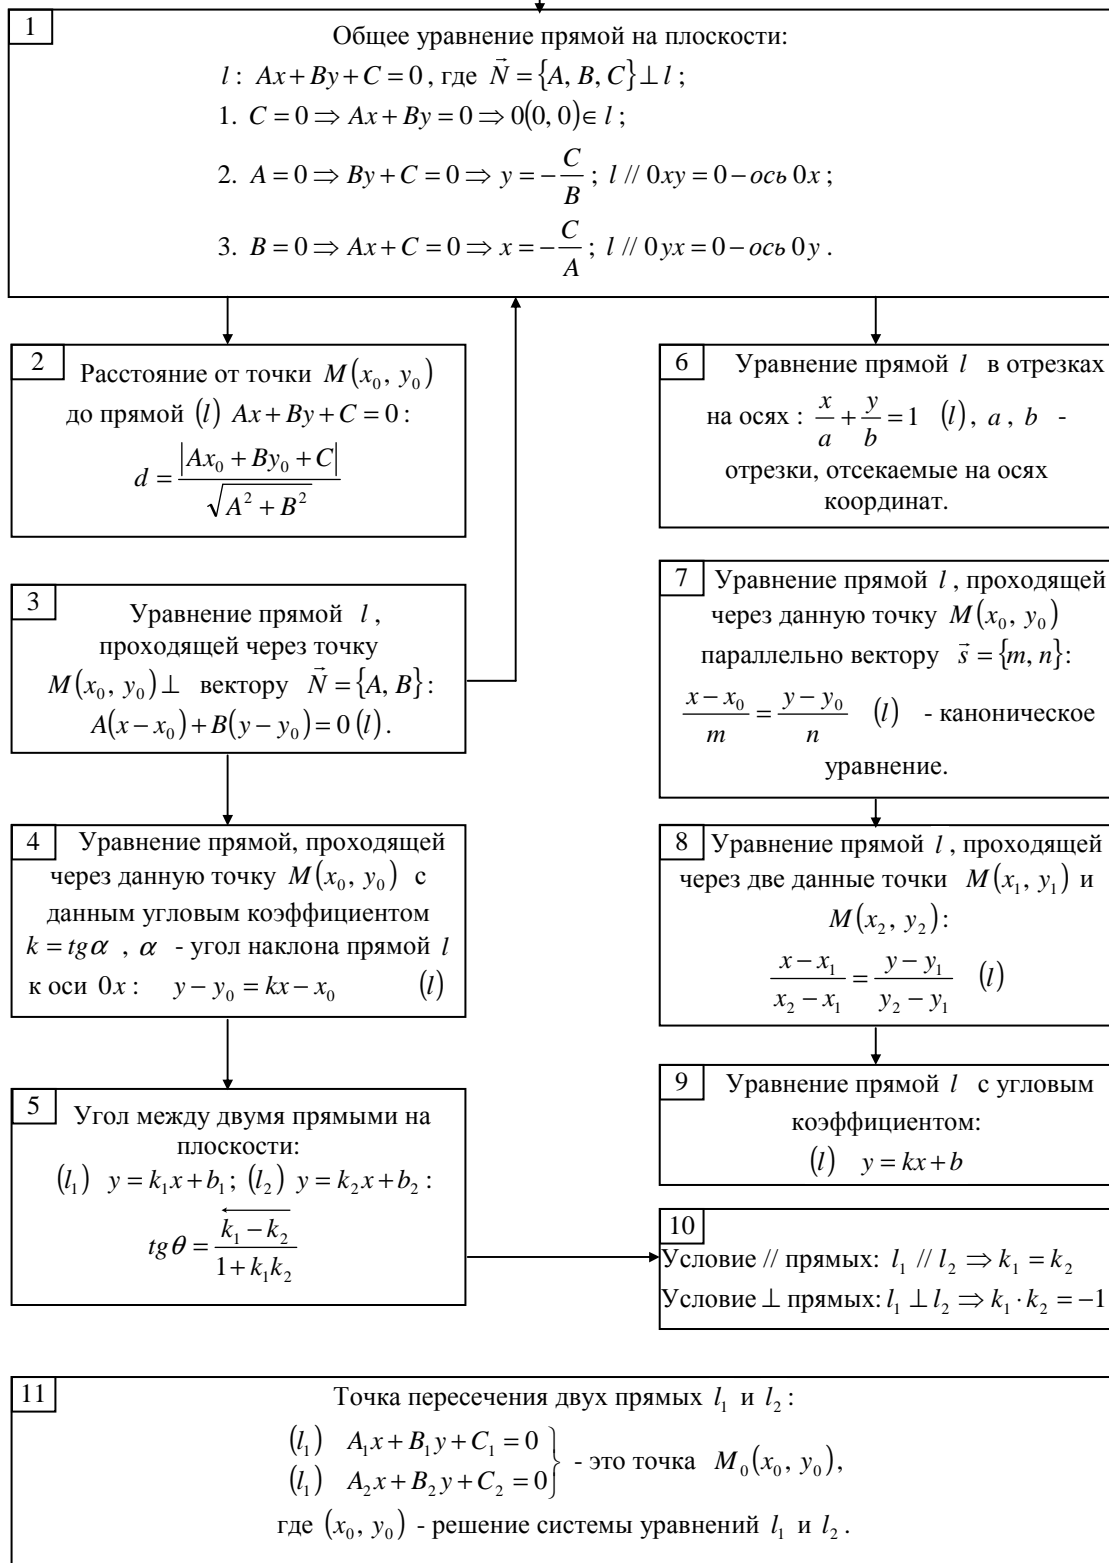 1
Общее уравнение прямой на плоскости:
l : Ax + By + C = 0 , где N⃗ = {A, B, C} ⊥ l ;
1. C = 0 ⇒ Ax + By = 0 ⇒ 0(0, 0) ∈ l ;
2. A = 0 ⇒ By + C = 0 ⇒ y = −C/B ; l // 0xy = 0 − ось 0x ;
3. B = 0 ⇒ Ax + C = 0 ⇒ x = −C/A ; l // 0yx = 0 − ось 0y .
2
Расстояние от точки M(x₀, y₀)
до прямой (l) Ax + By + C = 0 :
d = |Ax₀ + By₀ + C| / √(A² + B²)
3
Уравнение прямой l ,
проходящей через точку
M(x₀, y₀) ⊥ вектору N⃗ = {A, B} :
A(x − x₀) + B(y − y₀) = 0 (l) .
4
Уравнение прямой, проходящей
через данную точку M(x₀, y₀) с
данным угловым коэффициентом
k = tgα , α - угол наклона прямой l
к оси 0x : y − y₀ = kx − x₀ (l)
5
Угол между двумя прямыми на
плоскости:
(l₁) y = k₁x + b₁ ; (l₂) y = k₂x + b₂ :
tgθ = (k₁ − k₂) / (1 + k₁k₂)
6
Уравнение прямой l в отрезках
на осях : x/a + y/b = 1 (l) , a , b -
отрезки, отсекаемые на осях
координат.
7
Уравнение прямой l , проходящей
через данную точку M(x₀, y₀)
параллельно вектору s⃗ = {m, n} :
(x − x₀)/m = (y − y₀)/n (l) - каноническое
уравнение.
8
Уравнение прямой l , проходящей
через две данные точки M(x₁, y₁) и
M(x₂, y₂) :
(x − x₁)/(x₂ − x₁) = (y − y₁)/(y₂ − y₁) (l)
9
Уравнение прямой l с угловым
коэффициентом:
(l) y = kx + b
10
Условие // прямых: l₁ // l₂ ⇒ k₁ = k₂
Условие ⊥ прямых: l₁ ⊥ l₂ ⇒ k₁ · k₂ = −1
11
Точка пересечения двух прямых l₁ и l₂ :
(l₁) A₁x + B₁y + C₁ = 0
(l₁) A₂x + B₂y + C₂ = 0 } - это точка M₀(x₀, y₀) ,
где (x₀, y₀) - решение системы уравнений l₁ и l₂ .